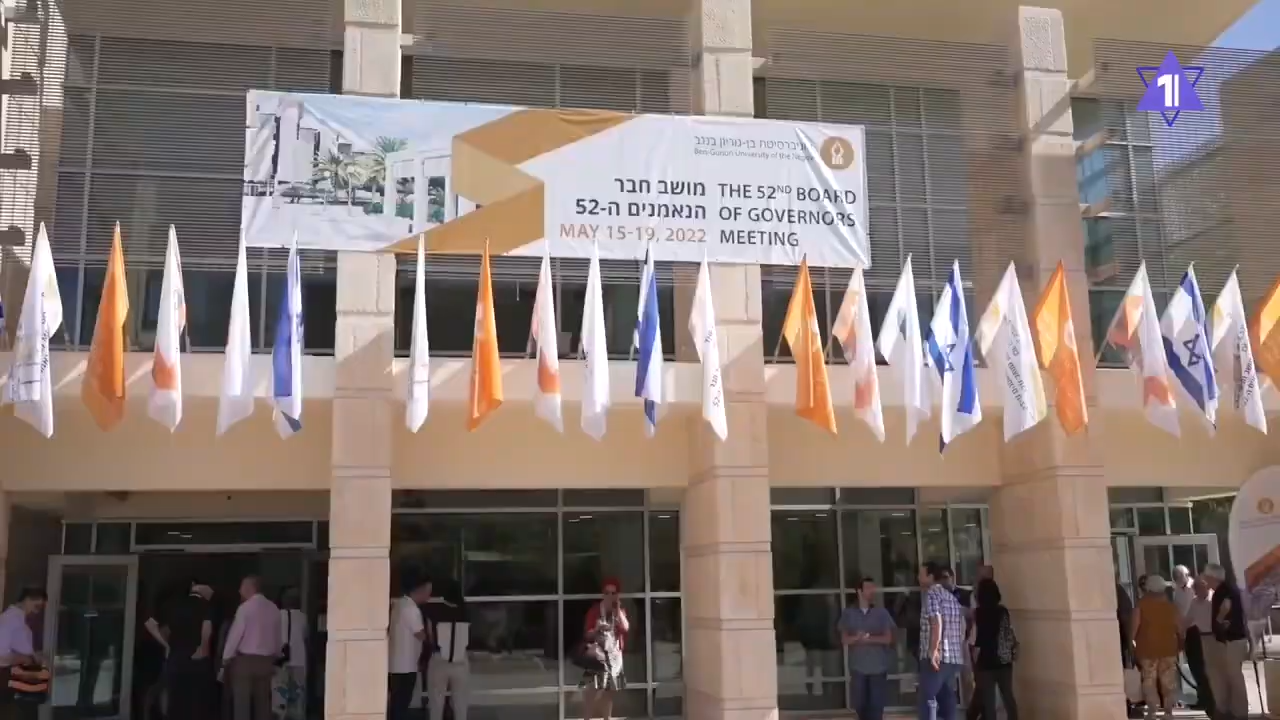 אוניברסיטת בן-גוריון בנגב
Ben-Gurion University of the Negev
מושב חבר
הנאמנים ה-52
MAY 15-19, 2022
THE 52ND BOARD
OF GOVERNORS
MEETING
1